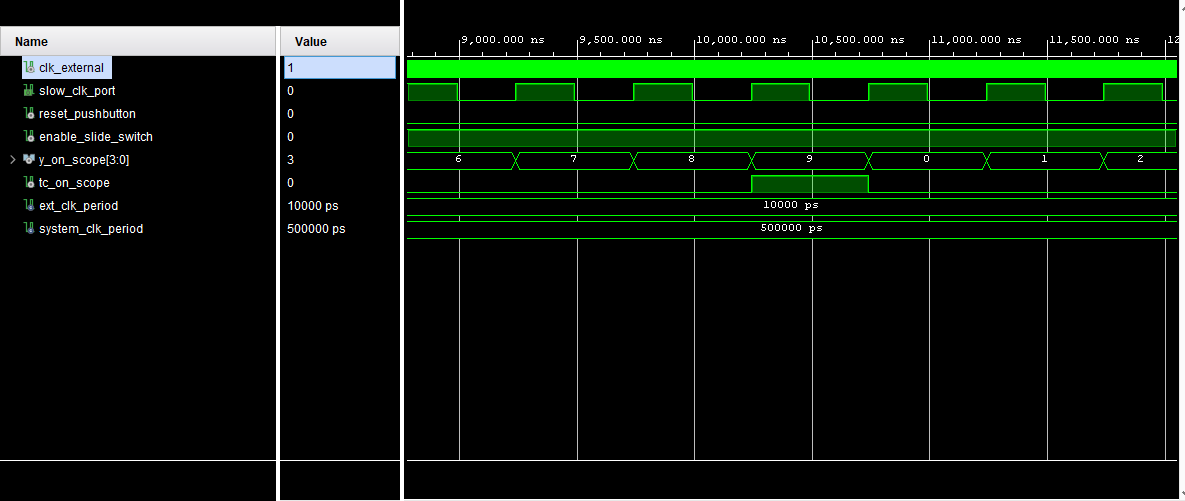 Name Value
9,000.000 ns 9,500.000 ns 10,000.000 ns 10,500.000 ns 11,000.000 ns 11,500.000 ns 12
clk_external 1
slow_clk_port 0
reset_pushbutton 0
enable_slide_switch 0
y_on_scope[3:0] 3 6 7 8 9 0 1 2
tc_on_scope 0
ext_clk_period 10000 ps 10000 ps
system_clk_period 500000 ps 500000 ps